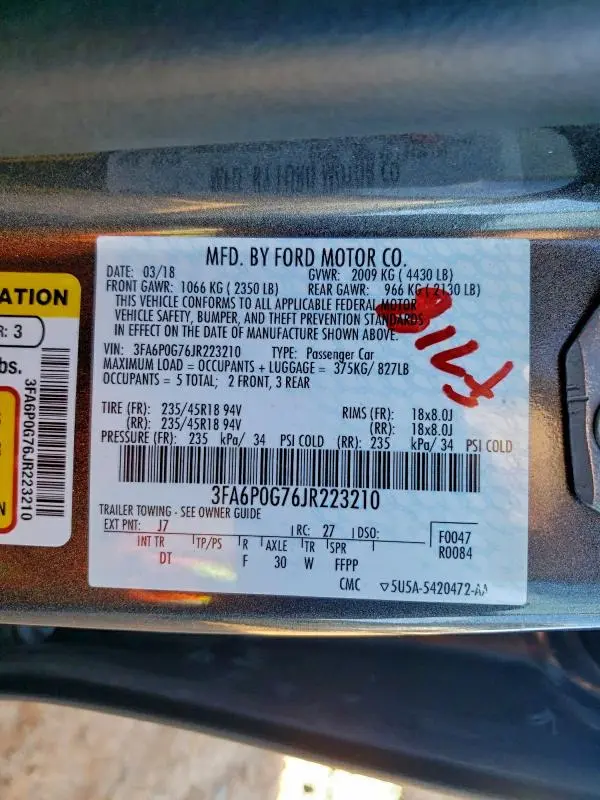 MFD. BY FORD MOTOR CO.
DATE: 03/18 GVWR: 2009 KG ( 4430 LB)
FRONT GAWR: 1066 KG ( 2350 LB) REAR GAWR: 966 KG ( 2130 LB)
THIS VEHICLE CONFORMS TO ALL APPLICABLE FEDERAL MOTOR
VEHICLE SAFETY, BUMPER, AND THEFT PREVENTION STANDARDS
IN EFFECT ON THE DATE OF MANUFACTURE SHOWN ABOVE.
VIN: 3FA6P0G76JR223210 TYPE: Passenger Car
MAXIMUM LOAD = OCCUPANTS + LUGGAGE = 375KG/ 827LB
OCCUPANTS = 5 TOTAL; 2 FRONT, 3 REAR
TIRE (FR): 235/45R18 94V RIMS (FR): 18x8.0J
(RR): 235/45R18 94V (RR): 18x8.0J
PRESSURE (FR): 235 kPa/ 34 PSI COLD (RR): 235 kPa/ 34 PSI COLD
3FA6P0G76JR223210
TRAILER TOWING - SEE OWNER GUIDE
EXT PNT: J7 RC: 27 DSO: F0047
R0084
INT TR TP/PS R AXLE TR SPR
DT F 30 W FFPP
CMC ▽5U5A-5420472-AA
ATION
R: 3
lbs.
3FA6P0G76JR223210